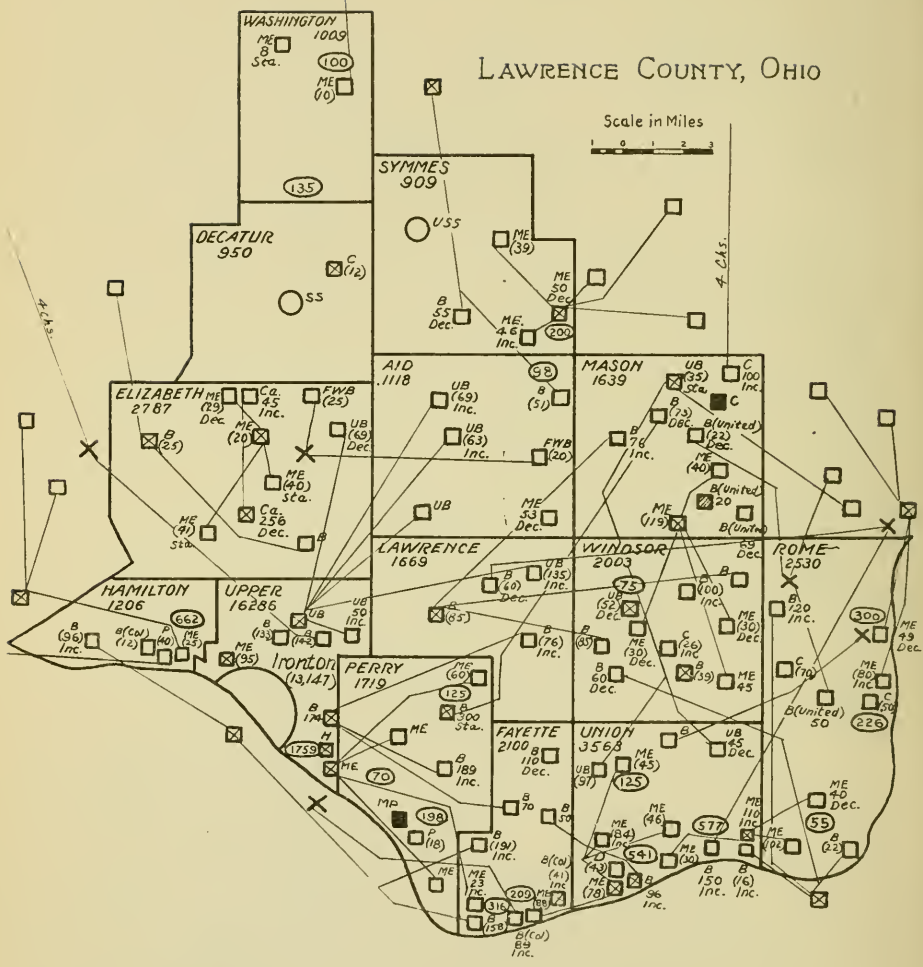 LAWRENCE COUNTY, OHIO
Scale in Miles
1 0 1 2 3
WASHINGTON
1009
ME
8
Sta.
100
ME
(10)
135
SYMMES
909
USS
ME
(39)
B
55
Dec.
ME
50
Dec.
ME
46
Inc.
200
DECATUR
950
C
(12)
SS
4 Chs.
4 Chs.
ELIZABETH
2787
ME
(29)
Dec
Ca.
45
Inc.
FWB
(25)
B
(25)
ME
(20)
UB
(69)
Dec.
ME
(40)
Sta.
Ca.
256
Dec.
ME
(41)
Sta
B
AID
1118
98
UB
(69)
Inc.
B
(51)
UB
(63)
Inc.
FWB
(20)
UB
ME
53
Dec.
MASON
1639
UB
(35)
Sta
C
100
Inc.
C
B
(73)
Dec.
B
76
Inc.
B(United)
(22)
Dec.
ME
(40)
B(United)
20
ME
(119)
B(United)
69
Dec.
HAMILTON
1206
662
B
(96)
Inc.
B(Col)
(12)
P
(40)
ME
(25)
UPPER
16286
UB
UB
50
Inc.
B
(133)
B
(142)
ME
(95)
Ironton
(13,147)
LAWRENCE
1669
B
(60)
Dec.
UB
(135)
Inc.
B
(85)
B
(76)
Inc.
WINDSOR
2003
75
B
(100)
Inc.
B
UB
(52)
Dec.
ME
(30)
Dec.
ME
(30)
Dec.
B
(85)
C
(26)
Inc
B
60
Dec.
B
(39)
ME
45
ROME
2530
B
120
Inc.
300
ME
49
Dec
C
(70)
ME
(80)
Inc
B(United)
50
C
(50)
226
PERRY
1719
ME
(60)
125
B
300
Sta.
B
174
ME
H
1759
ME
70
B
189
Inc.
MP
198
P
(18)
ME
FAYETTE
2100
B
110
Dec.
B
70
B
50
B
(191)
Inc.
ME
23
Inc.
316
209
B
158
B(Col)
(41)
Inc
ME
(88)
B(Col)
89
Inc.
UNION
3568
B
UB
45
Dec.
UB
(97)
ME
(45)
125
ME
(84)
Inc
ME
(46)
577
(43)
541
ME
(30)
ME
(78)
B
96
Inc.
B
150
Inc.
ME
110
Inc
B
(16)
Inc.
ME
40
Dec.
55
ME
(102)
B
(22)